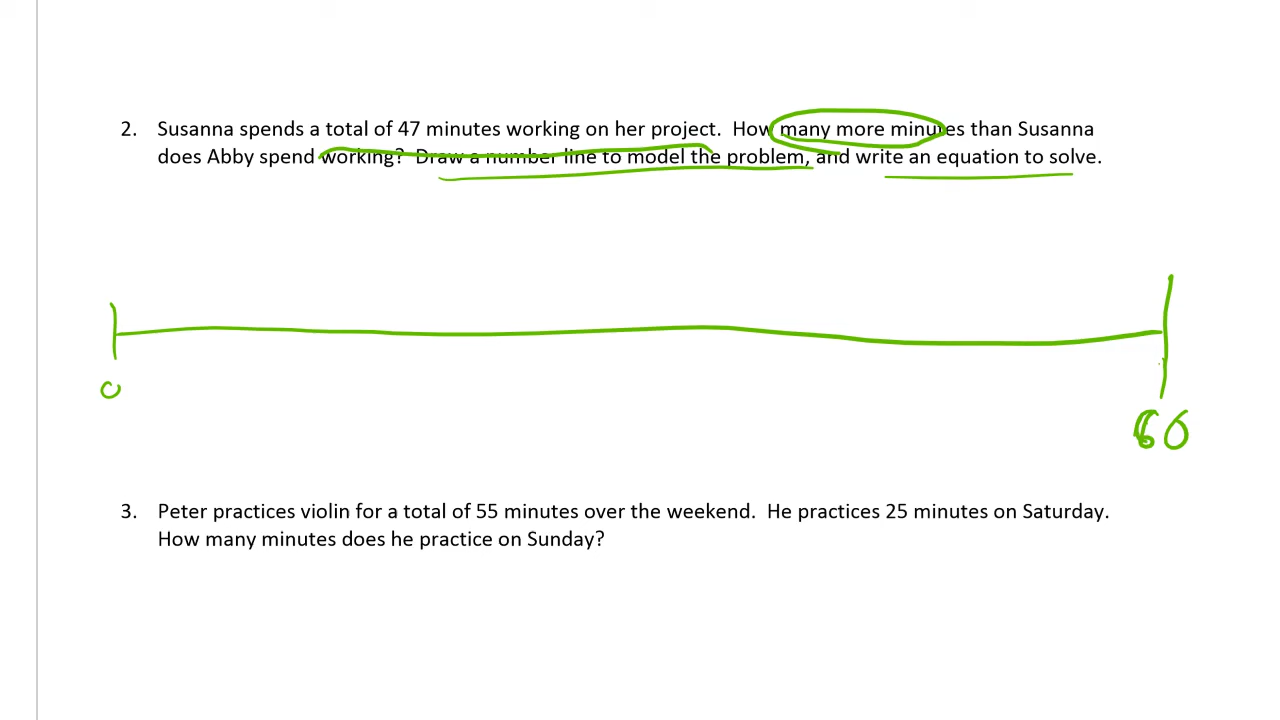 2. Susanna spends a total of 47 minutes working on her project. How many more minutes than Susanna
does Abby spend working? Draw a number line to model the problem, and write an equation to solve.
0
60
3. Peter practices violin for a total of 55 minutes over the weekend. He practices 25 minutes on Saturday.
How many minutes does he practice on Sunday?